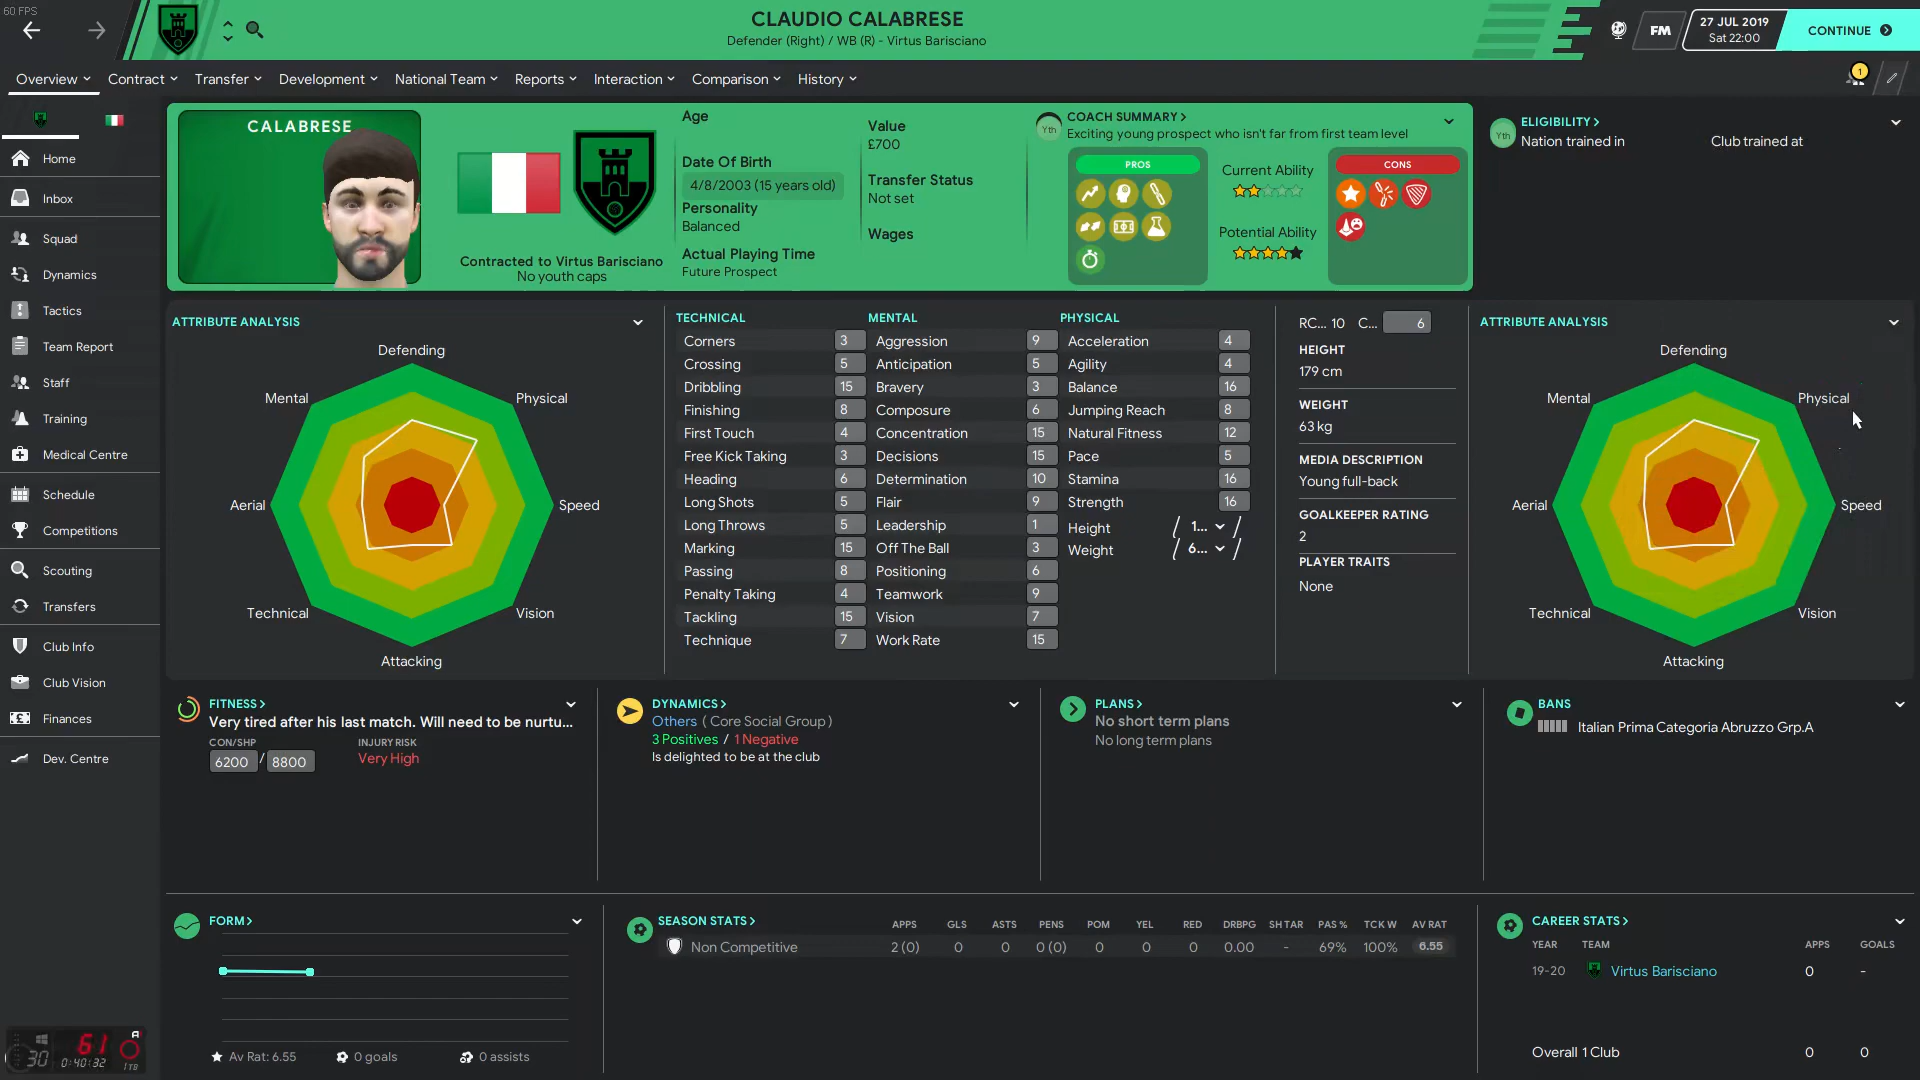 60 FPS
CLAUDIO CALABRESE
Defender (Right) / WB (R) - Virtus Barisciano
FM
27 JUL 2019
Sat 22:00
CONTINUE
Overview
Contract
Transfer
Development
National Team
Reports
Interaction
Comparison
History
1
Home
Inbox
Squad
Dynamics
Tactics
Team Report
Staff
Training
Medical Centre
Schedule
Competitions
Scouting
Transfers
Club Info
Club Vision
Finances
Dev. Centre
CALABRESE
Contracted to Virtus Barisciano
No youth caps
Age
Date Of Birth
4/8/2003 (15 years old)
Personality
Balanced
Actual Playing Time
Future Prospect
Value
£700
Transfer Status
Not set
Wages
Yth
COACH SUMMARY >
Exciting young prospect who isn't far from first team level
PROS
Current Ability
Potential Ability
CONS
Yth
ELIGIBILITY >
Nation trained in
Club trained at
ATTRIBUTE ANALYSIS
Defending
Mental
Physical
Aerial
Speed
Technical
Vision
Attacking
TECHNICAL
Corners 3
Crossing 5
Dribbling 15
Finishing 8
First Touch 4
Free Kick Taking 3
Heading 6
Long Shots 5
Long Throws 5
Marking 15
Passing 8
Penalty Taking 4
Tackling 15
Technique 7
MENTAL
Aggression 9
Anticipation 5
Bravery 3
Composure 6
Concentration 15
Decisions 15
Determination 10
Flair 9
Leadership 1
Off The Ball 3
Positioning 6
Teamwork 9
Vision 7
Work Rate 15
PHYSICAL
Acceleration 4
Agility 4
Balance 16
Jumping Reach 8
Natural Fitness 12
Pace 5
Stamina 16
Strength 16
Height 1...
Weight 6...
RC... 10 C... 6
HEIGHT
179 cm
WEIGHT
63 kg
MEDIA DESCRIPTION
Young full-back
GOALKEEPER RATING
2
PLAYER TRAITS
None
ATTRIBUTE ANALYSIS
Defending
Mental
Physical
Aerial
Speed
Technical
Vision
Attacking
FITNESS >
Very tired after his last match. Will need to be nurtu...
CON/SHP
6200 / 8800
INJURY RISK
Very High
DYNAMICS >
Others ( Core Social Group )
3 Positives / 1 Negative
Is delighted to be at the club
PLANS >
No short term plans
No long term plans
BANS
Italian Prima Categoria Abruzzo Grp.A
FORM >
Av Rat: 6.55
0 goals
0 assists
SEASON STATS >
APPS GLS ASTS PENS POM YEL RED DRBPG SH TAR PAS % TCK W AV RAT
Non Competitive 2 (0) 0 0 0 (0) 0 0 0 0.00 - 69% 100% 6.55
CAREER STATS >
YEAR TEAM APPS GOALS
19-20 Virtus Barisciano 0 -
Overall 1 Club 0 0
30
61
0:40:32
A
1TB